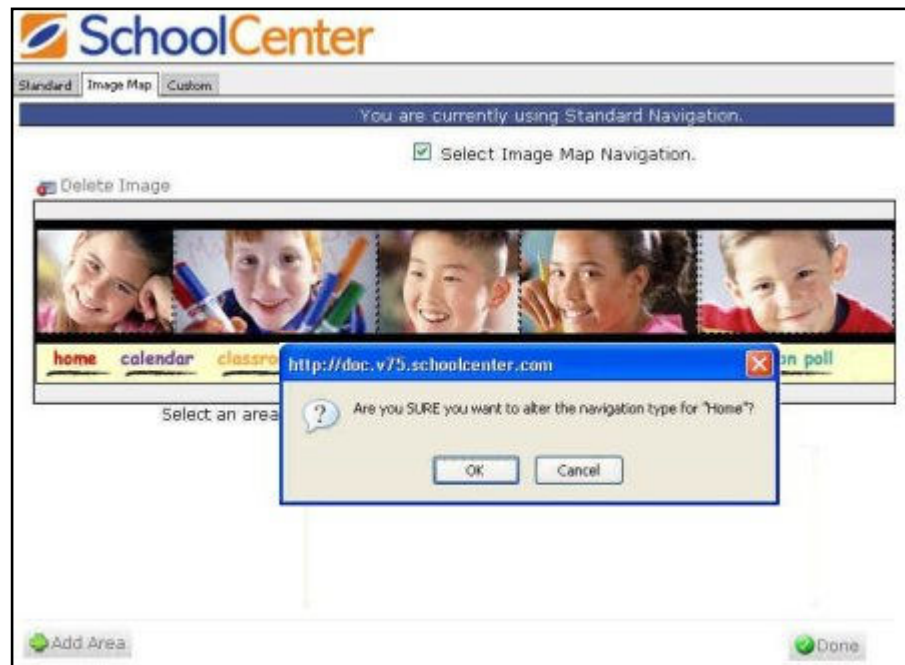 SchoolCenter
Standard Image Map Custom
You are currently using Standard Navigation.
Select Image Map Navigation.
Delete Image
home calendar classro on poll
http://doc.v75.schoolcenter.com
Are you SURE you want to alter the navigation type for "Home"?
Select an area
OK Cancel
Add Area
Done